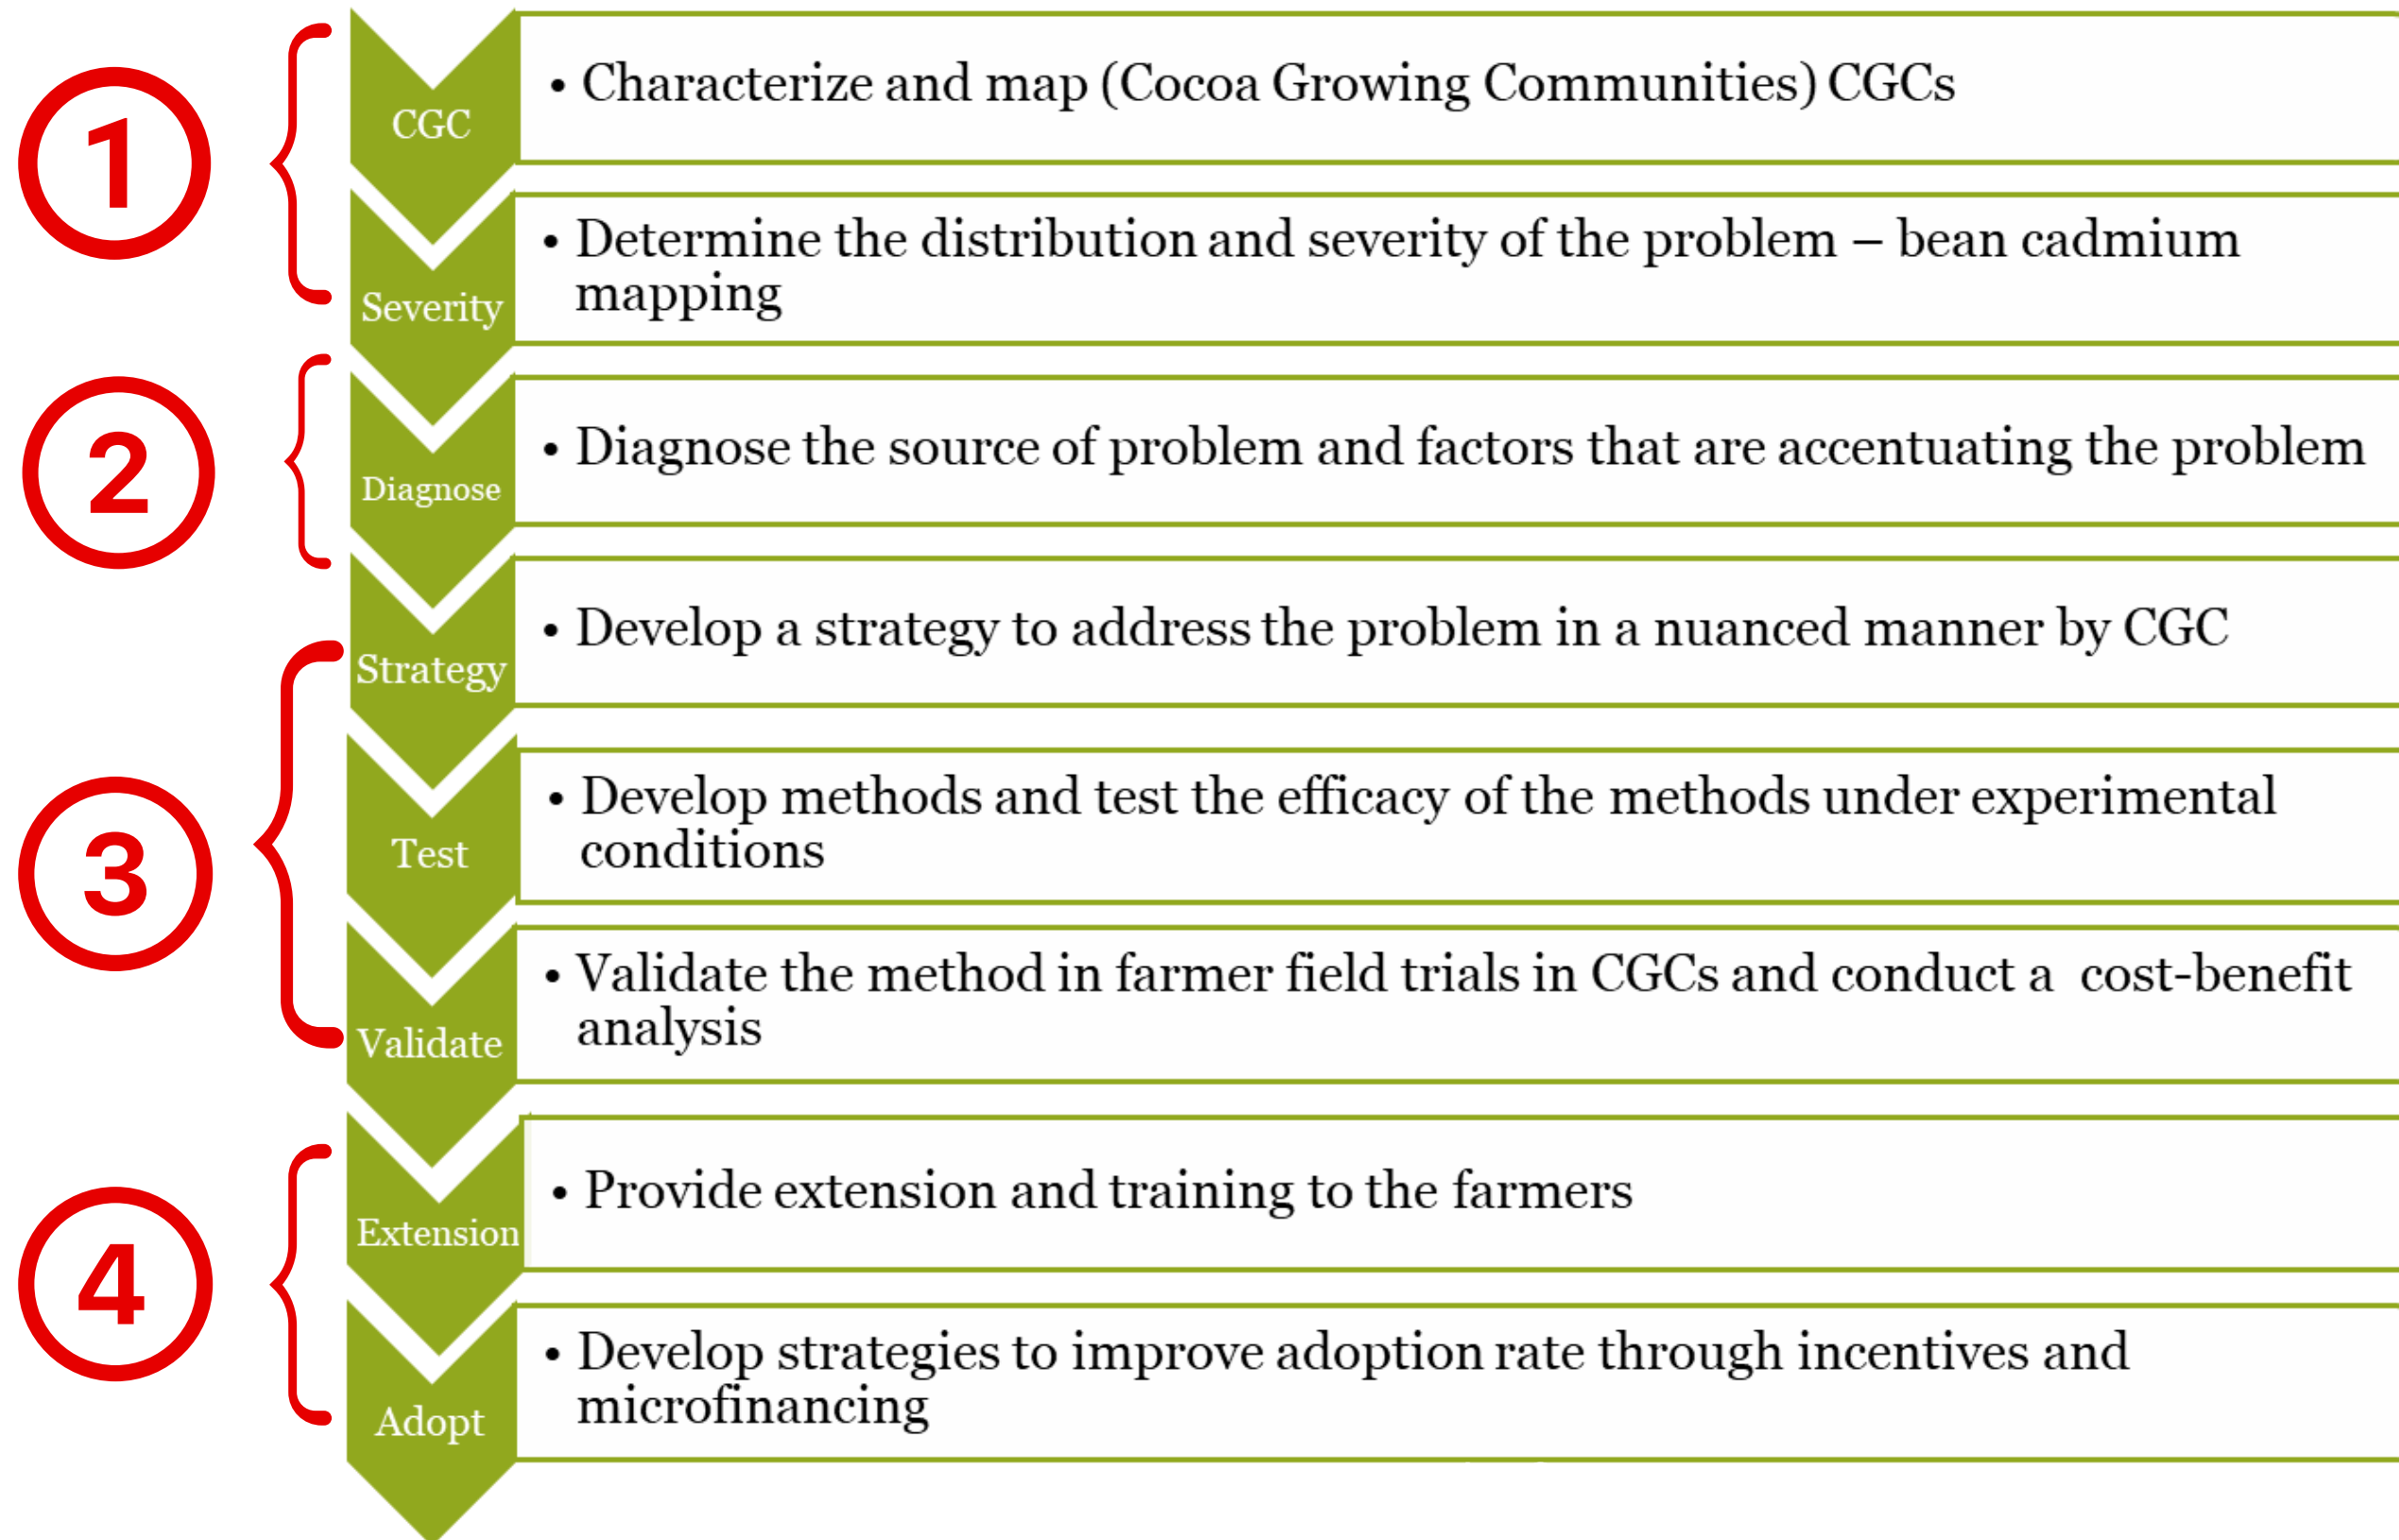 1
CGC
• Characterize and map (Cocoa Growing Communities) CGCs
Severity
• Determine the distribution and severity of the problem – bean cadmium
mapping
2
Diagnose
• Diagnose the source of problem and factors that are accentuating the problem
3
Strategy
• Develop a strategy to address the problem in a nuanced manner by CGC
Test
• Develop methods and test the efficacy of the methods under experimental
conditions
Validate
• Validate the method in farmer field trials in CGCs and conduct a  cost-benefit
analysis
4
Extension
• Provide extension and training to the farmers
Adopt
• Develop strategies to improve adoption rate through incentives and
microfinancing